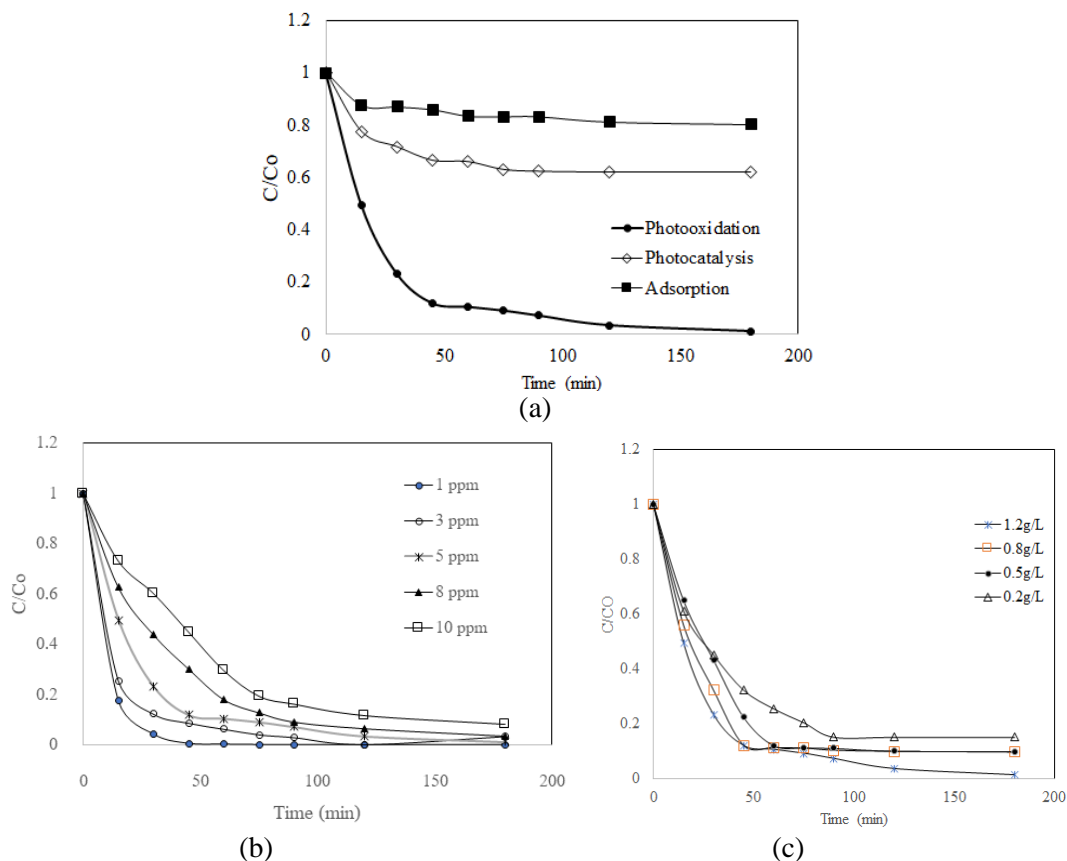 1.2
1
0.8
0.6
0.4
0.2
0
C/Co
Photooxidation
Photocatalysis
Adsorption
0 50 100 150 200
Time (min)
(a)
1.2
1
0.8
0.6
0.4
0.2
0
C/Co
1 ppm
3 ppm
5 ppm
8 ppm
10 ppm
0 50 100 150 200
Time (min)
(b)
1.2
1
0.8
0.6
0.4
0.2
0
C/CO
1.2g/L
0.8g/L
0.5g/L
0.2g/L
0 50 100 150 200
Time (min)
(c)